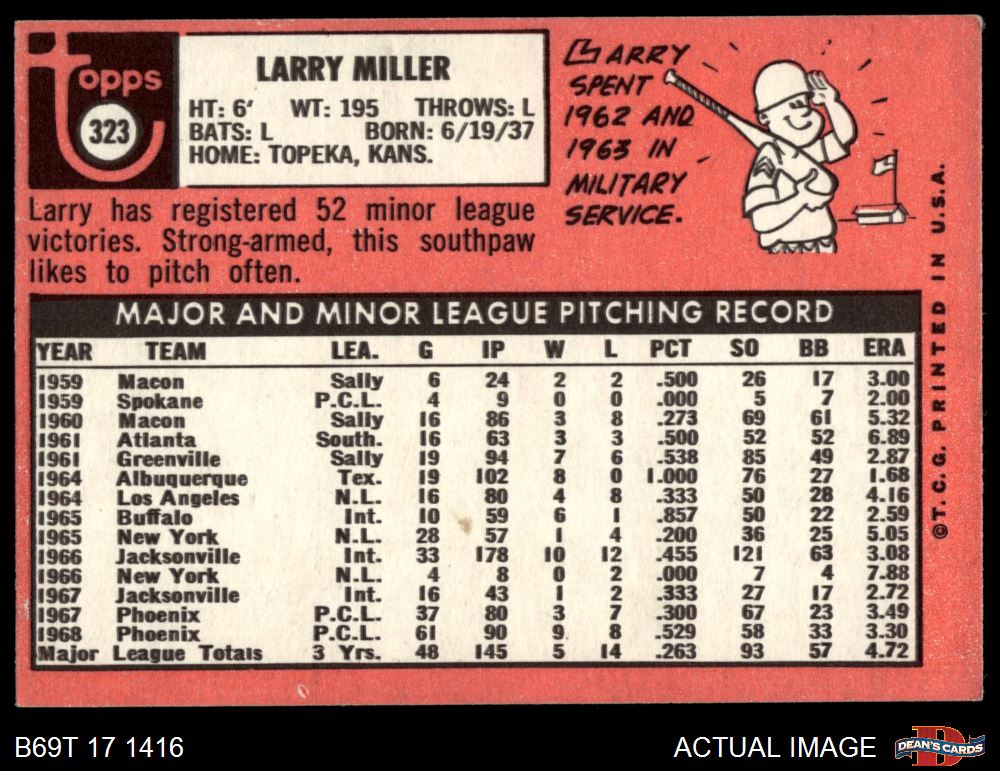 topps
323
LARRY MILLER
HT: 6' WT: 195 THROWS: L
BATS: L BORN: 6/19/37
HOME: TOPEKA, KANS.
LARRY
SPENT
1962 AND
1963 IN
MILITARY
SERVICE.
Larry has registered 52 minor league
victories. Strong-armed, this southpaw
likes to pitch often.
MAJOR AND MINOR LEAGUE PITCHING RECORD
YEAR TEAM LEA. G IP W L PCT SO BB ERA
1959 Macon Sally 6 24 2 2 .500 26 17 3.00
1959 Spokane P.C.L. 4 9 0 0 .000 5 7 2.00
1960 Macon Sally 16 86 3 8 .273 69 61 5.32
1961 Atlanta South. 16 63 3 3 .500 52 52 6.89
1961 Greenville Sally 19 94 7 6 .538 85 49 2.87
1964 Albuquerque Tex. 19 102 8 0 1.000 76 27 1.68
1964 Los Angeles N.L. 16 80 4 8 .333 50 28 4.16
1965 Buffalo Int. 10 59 6 1 .857 50 22 2.59
1965 New York N.L. 28 57 1 4 .200 36 25 5.05
1966 Jacksonville Int. 33 178 10 12 .455 121 63 3.08
1966 New York N.L. 4 8 0 2 .000 7 4 7.88
1967 Jacksonville Int. 16 43 1 2 .333 27 17 2.72
1967 Phoenix P.C.L. 37 80 3 7 .300 67 23 3.49
1968 Phoenix P.C.L. 61 90 9 8 .529 58 33 3.30
Major League Totals 3 Yrs. 48 145 5 14 .263 93 57 4.72
©T.C.G. PRINTED IN U.S.A.
B69T 17 1416
ACTUAL IMAGE
D
DEAN'S CARDS